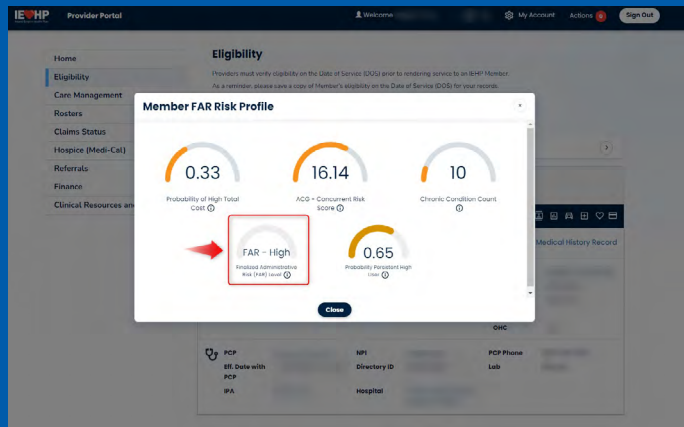 IEHP
Provider Portal
Welcome
My Account
Actions
Sign Out
Home
Eligibility
Care Management
Rosters
Claims Status
Hospice (Medi-Cal)
Referrals
Finance
Clinical Resources an
Eligibility
Providers must verify eligibility on the Date of Service (DOS) prior to rendering service to an IEHP Member.
As a reminder, please save a copy of Member's eligibility on the Date of Service (DOS) for your records.
Member FAR Risk Profile
x
0.33
Probability of High Total
Cost
16.14
ACG - Concurrent Risk
Score
10
Chronic Condition Count
FAR - High
Finalized Administrative
Risk (FAR) Level
0.65
Probability Persistent High
User
Close
Medical History Record
OHC
PCP
NPI
PCP Phone
Eff. Date with
PCP
Directory ID
Lab
IPA
Hospital